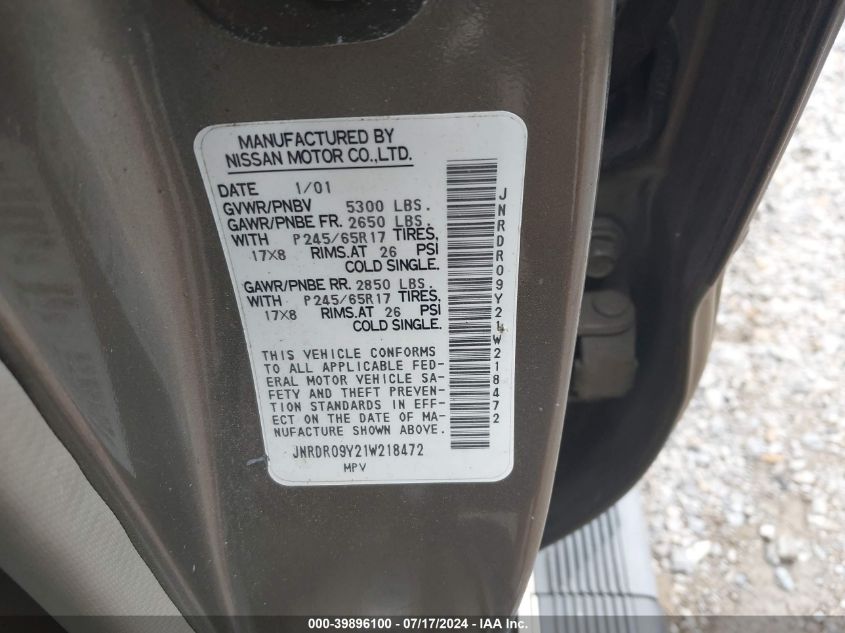 MANUFACTURED BY
NISSAN MOTOR CO.,LTD.
DATE 1/01
GVWR/PNBV 5300 LBS.
GAWR/PNBE FR. 2650 LBS.
WITH P245/65R17 TIRES,
17X8 RIMS.AT 26 PSI
COLD SINGLE.
GAWR/PNBE RR. 2850 LBS.
WITH P245/65R17 TIRES,
17X8 RIMS.AT 26 PSI
COLD SINGLE.
THIS VEHICLE CONFORMS
TO ALL APPLICABLE FED-
ERAL MOTOR VEHICLE SA-
FETY AND THEFT PREVEN-
TION STANDARDS IN EFF-
ECT ON THE DATE OF MA-
NUFACTURE SHOWN ABOVE.
JNRDR09Y21W218472
MPV
JNRDR09Y21W218472
000-39896100 - 07/17/2024 - IAAI.COM